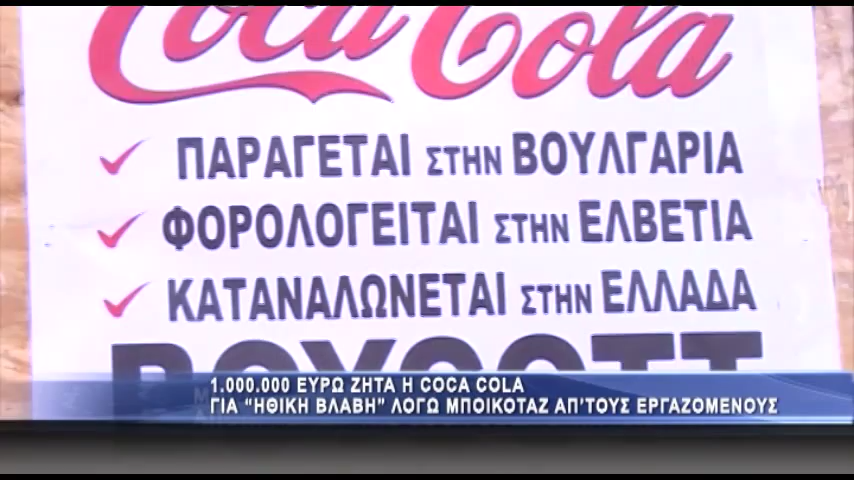 Coca Cola
ΠΑΡΑΓΕΤΑΙ ΣΤΗΝ ΒΟΥΛΓΑΡΙΑ
ΦΟΡΟΛΟΓΕΙΤΑΙ ΣΤΗΝ ΕΛΒΕΤΙΑ
ΚΑΤΑΝΑΛΩΝΕΤΑΙ ΣΤΗΝ ΕΛΛΑΔΑ
BOYCOTT
1.000.000 ΕΥΡΩ ΖΗΤΑ Η COCA COLA
ΓΙΑ "ΗΘΙΚΗ ΒΛΑΒΗ" ΛΟΓΩ ΜΠΟΙΚΟΤΑΖ ΑΠ'ΤΟΥΣ ΕΡΓΑΖΟΜΕΝΟΥΣ